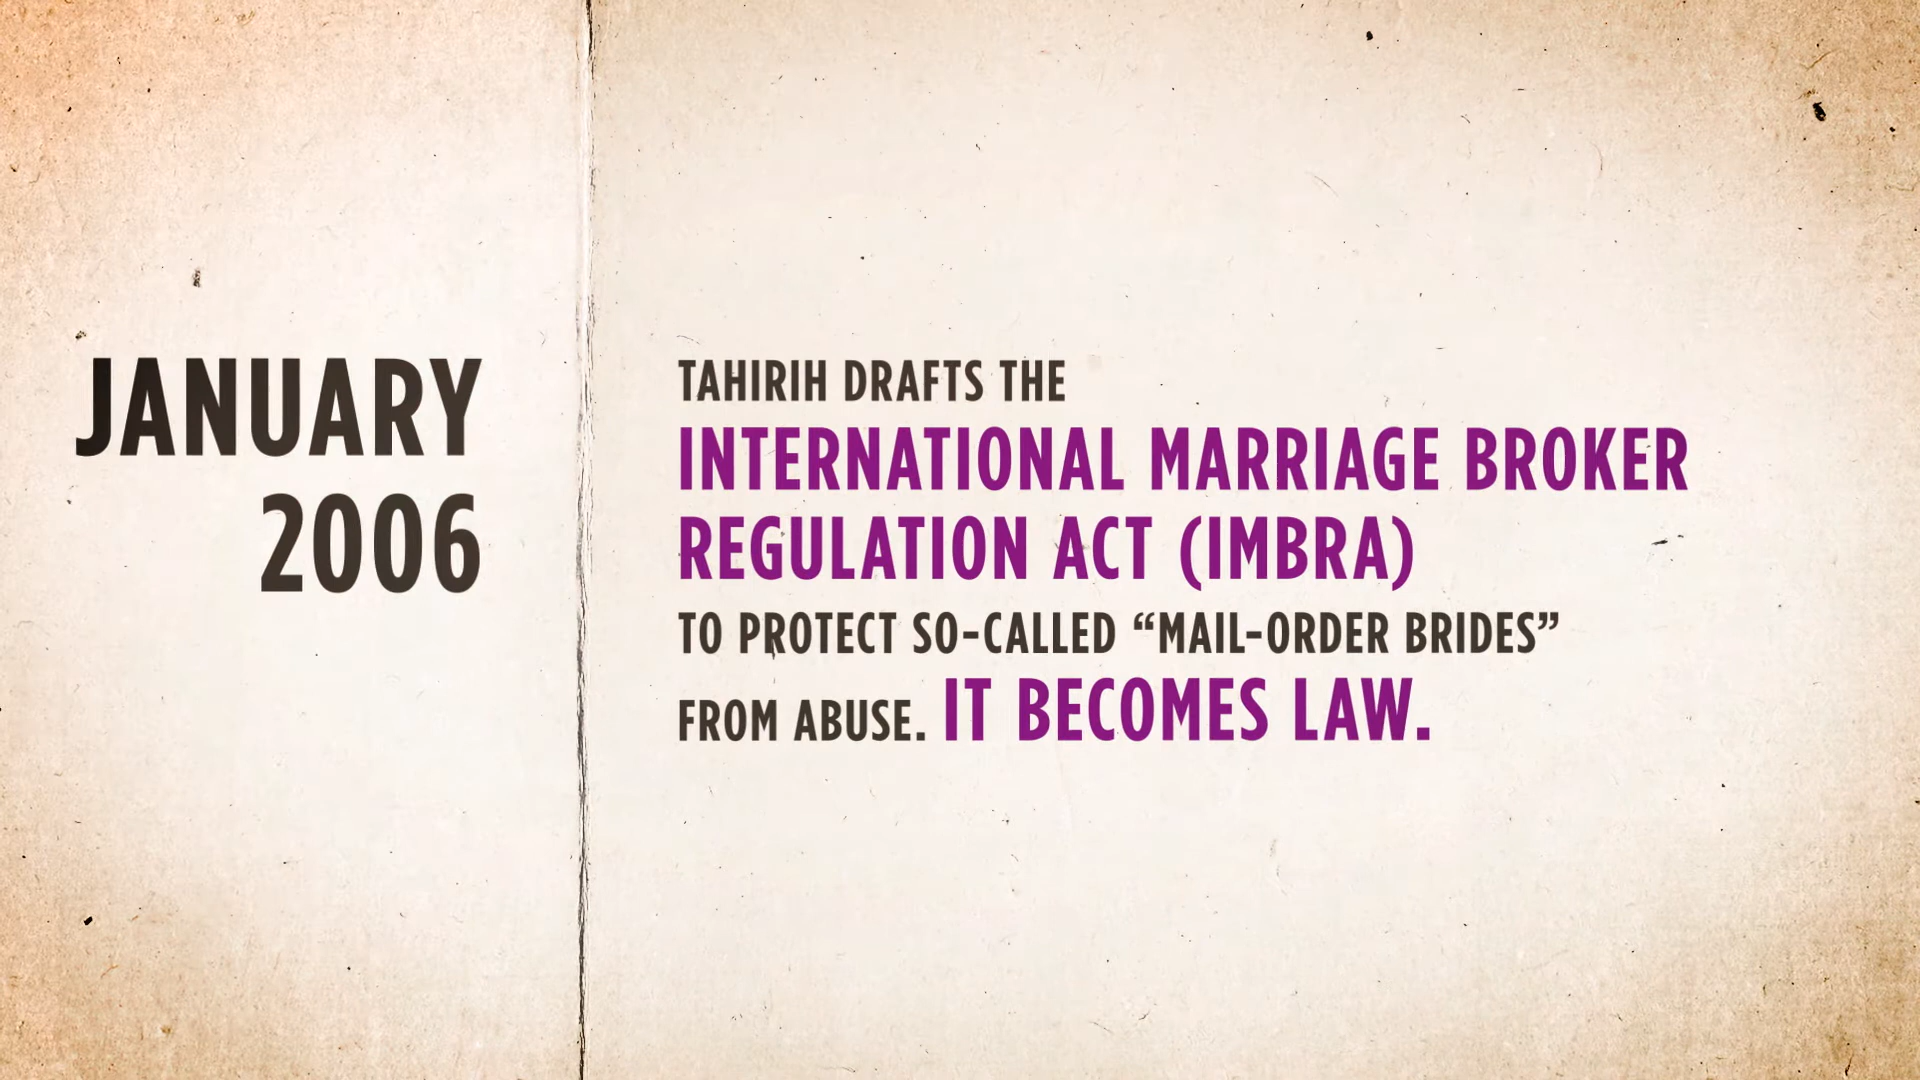 JANUARY
2006
TAHIRIH DRAFTS THE
INTERNATIONAL MARRIAGE BROKER
REGULATION ACT (IMBRA)
TO PROTECT SO-CALLED “MAIL-ORDER BRIDES”
FROM ABUSE. IT BECOMES LAW.